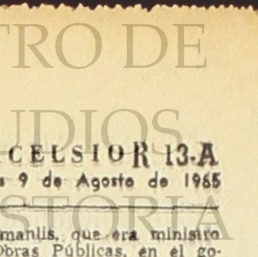 TRO DE
UDIOS
CELSIOR 13-A
s 9 de Agosto de 1965
STORIA
manlis, que era ministro
Obras Públicas, en el go-